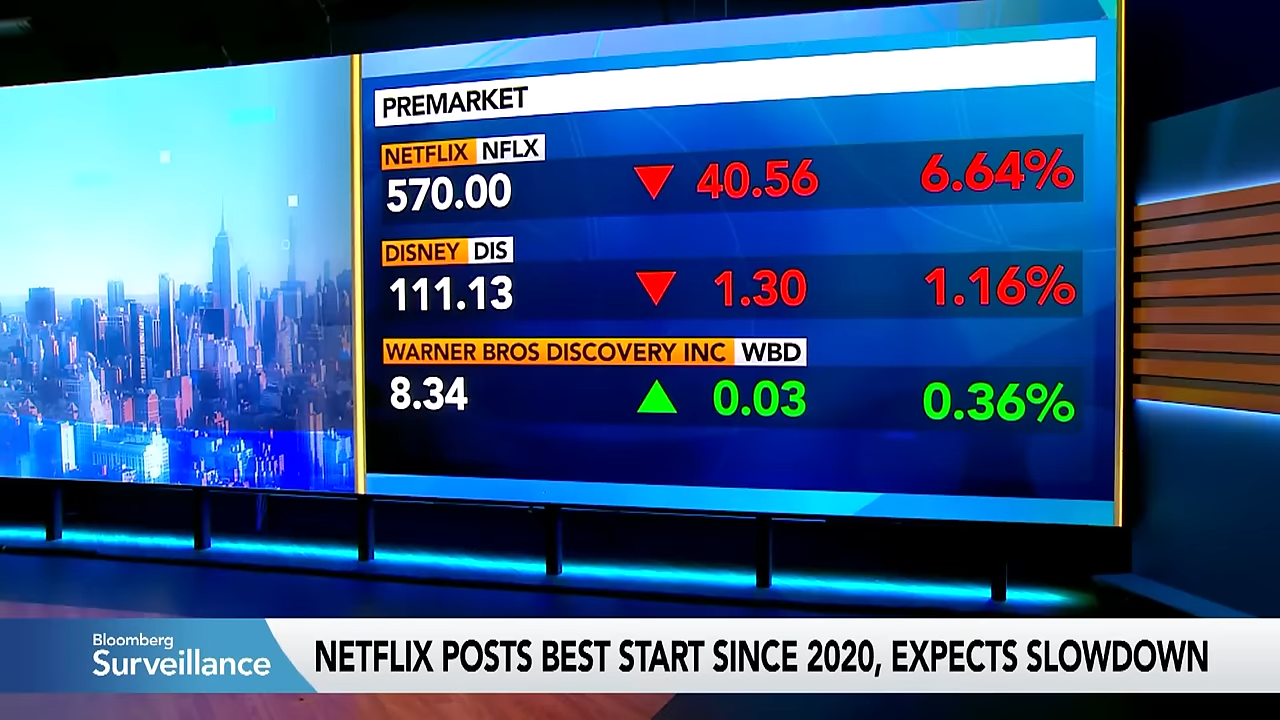 PREMARKET
NETFLIX NFLX
570.00 ▼ 40.56 6.64%
DISNEY DIS
111.13 ▼ 1.30 1.16%
WARNER BROS DISCOVERY INC WBD
8.34 ▲ 0.03 0.36%
Bloomberg
Surveillance
NETFLIX POSTS BEST START SINCE 2020, EXPECTS SLOWDOWN